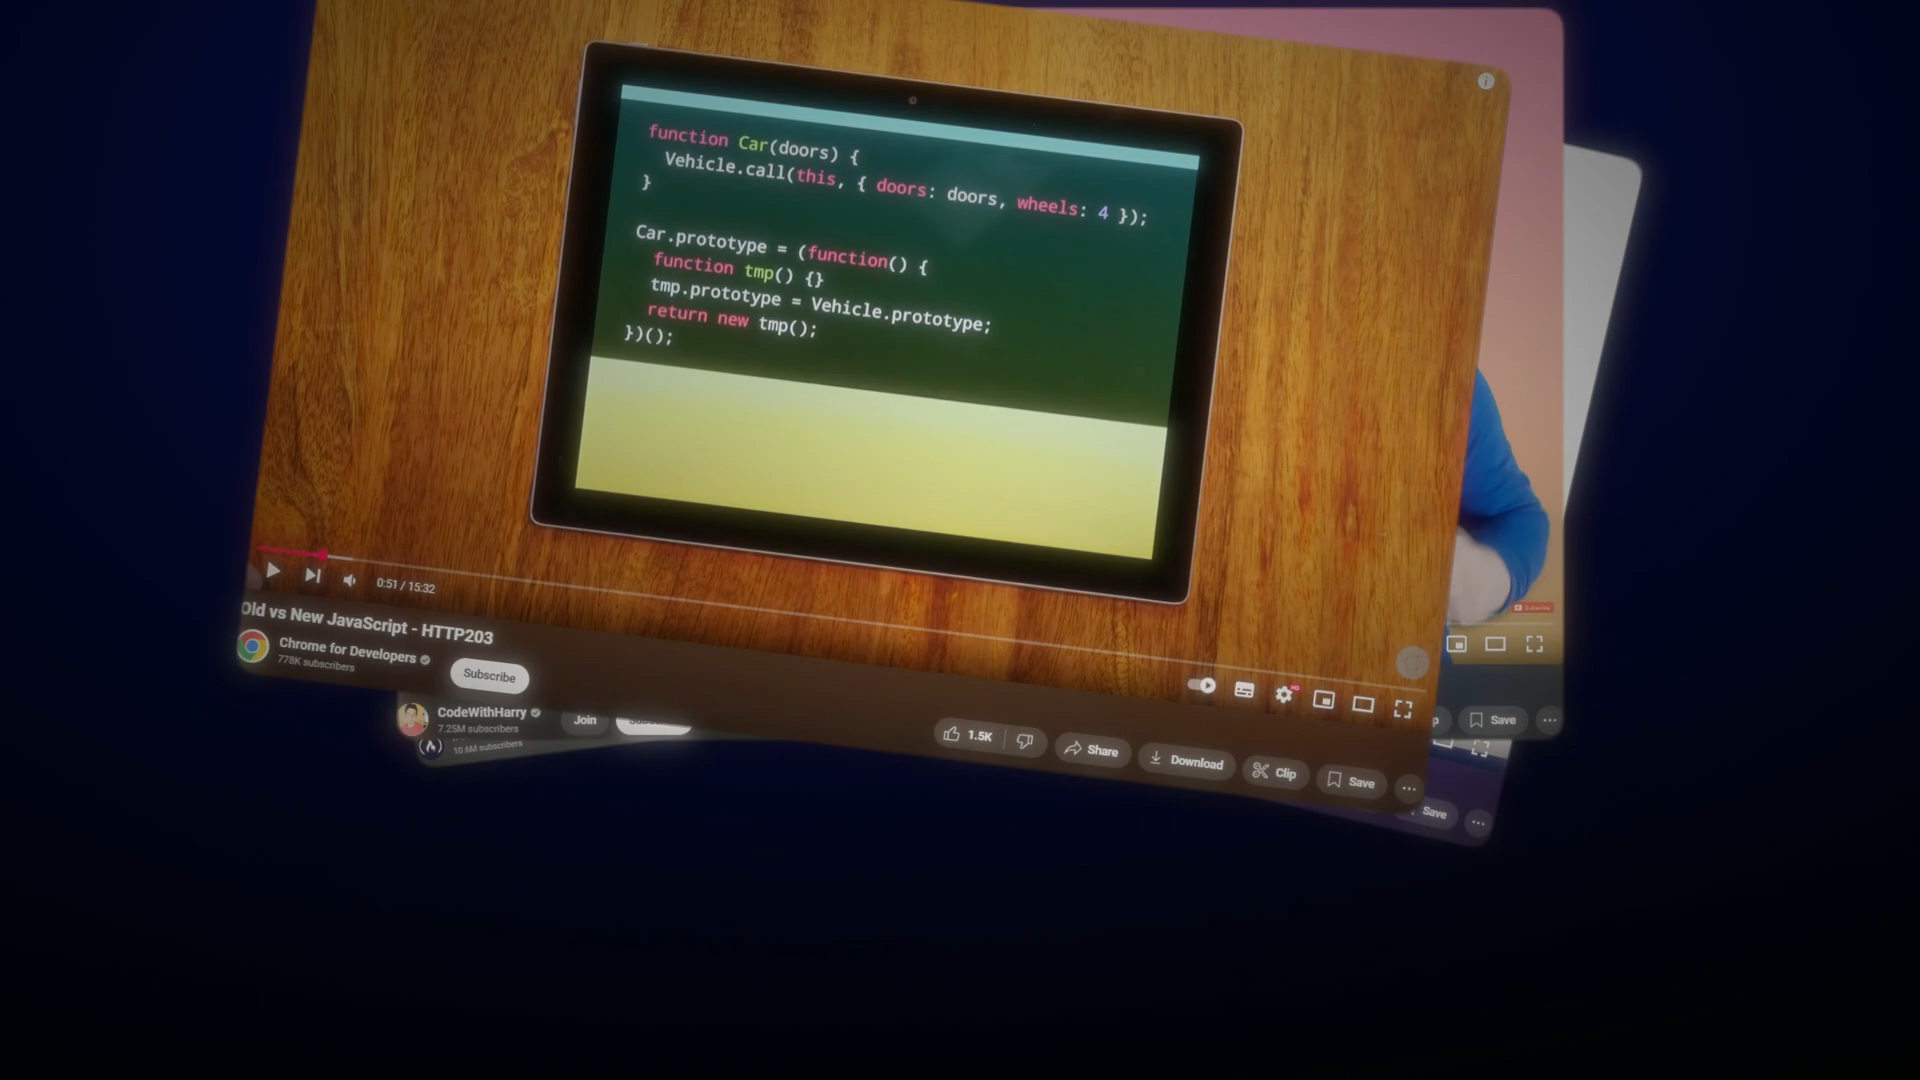 function Car(doors) {
Vehicle.call(this, { doors: doors, wheels: 4 });
}
Car.prototype = (function() {
function tmp() {}
tmp.prototype = Vehicle.prototype;
return new tmp();
})();
0:51 / 15:32
Old vs New JavaScript - HTTP203
Chrome for Developers
778K subscribers
Subscribe
1.5K
Share
Download
Clip
Save
CodeWithHarry
7.25M subscribers
Join
Save
10.6M subscribers
Save
Subscribe